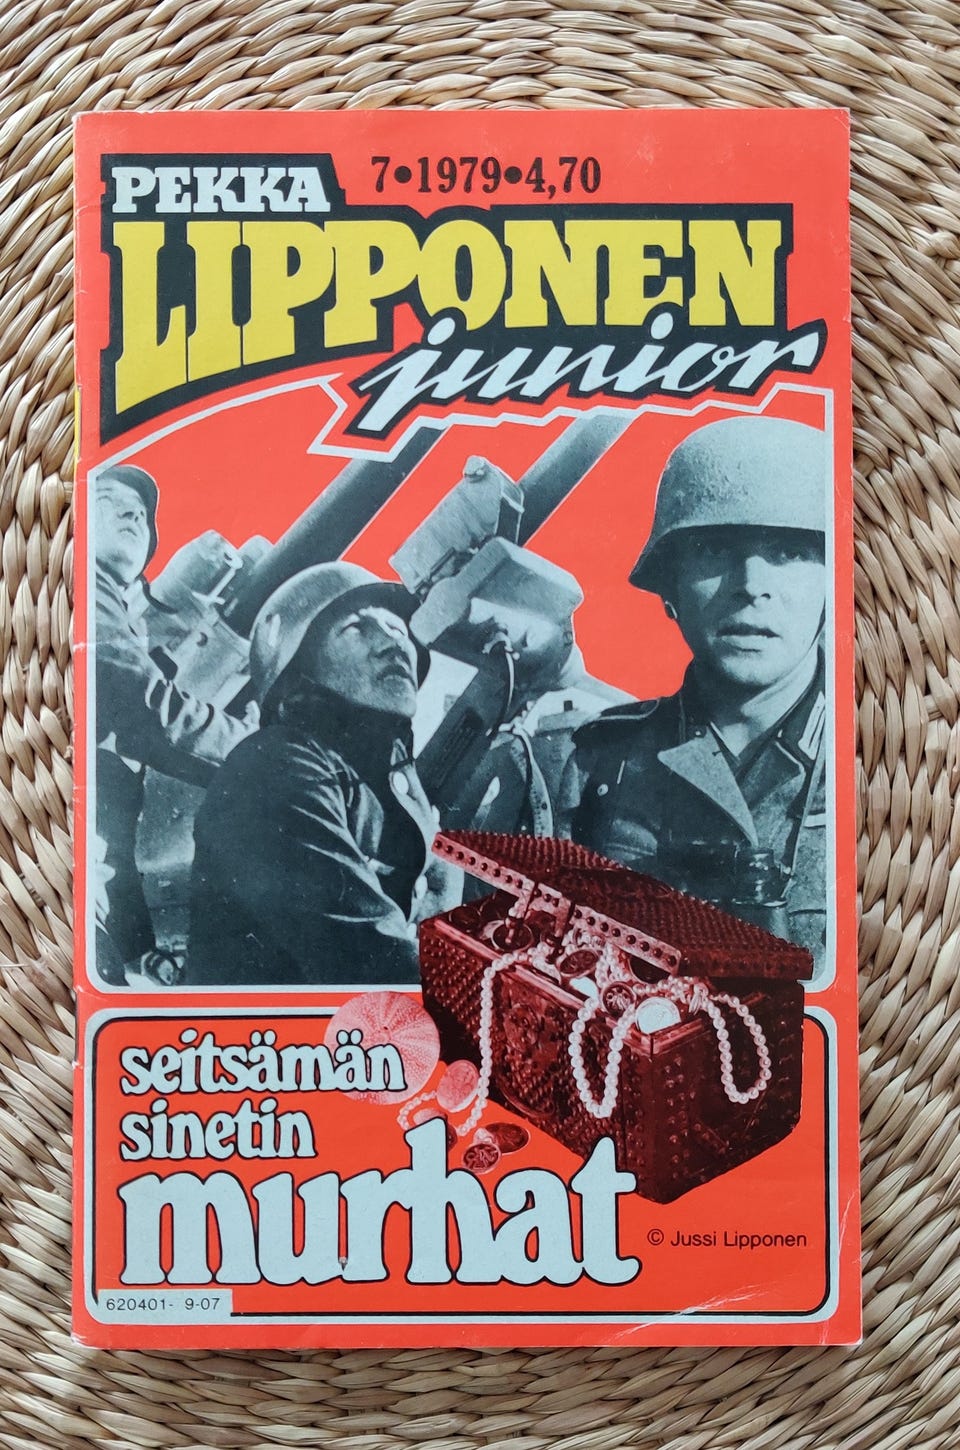 PEKKA
7•1979•4,70
LIPPONEN
junior
seitsämän
sinetin
murhat
© Jussi Lipponen
620401- 9-07